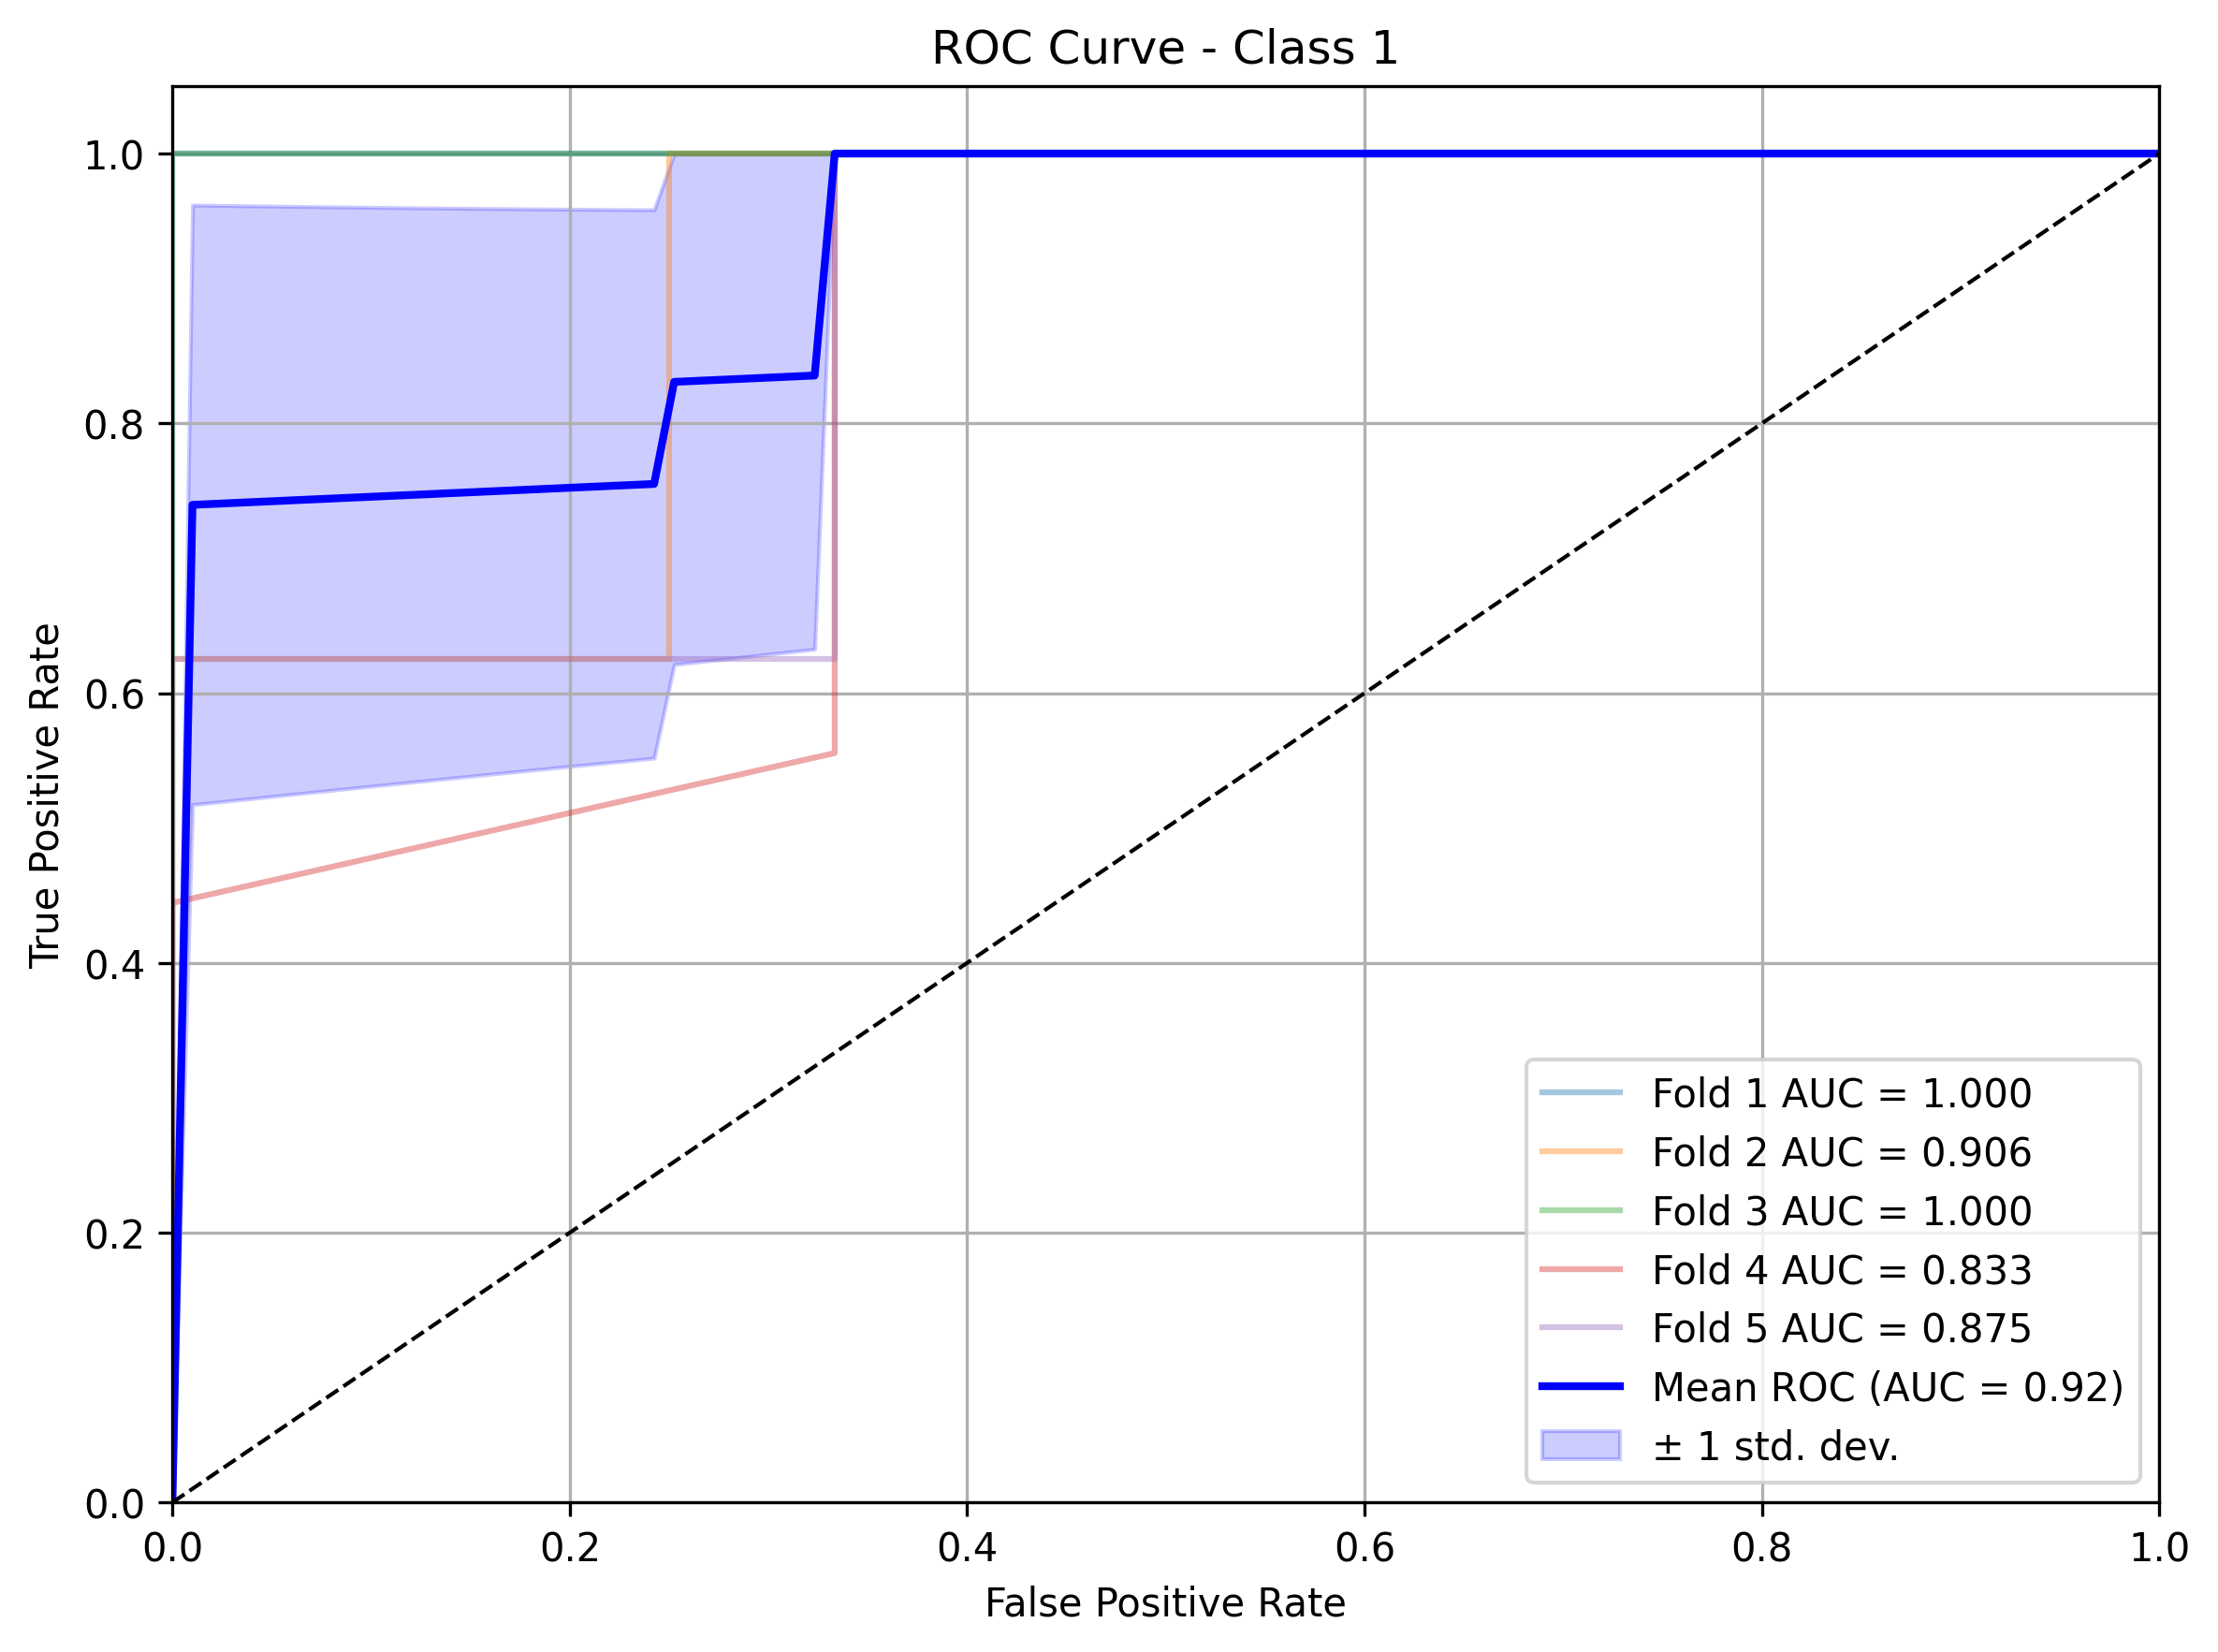 ROC Curve - Class 1
1.0
0.8
0.6
0.4
0.2
0.0
True Positive Rate
0.0 0.2 0.4 0.6 0.8 1.0
False Positive Rate
Fold 1 AUC = 1.000
Fold 2 AUC = 0.906
Fold 3 AUC = 1.000
Fold 4 AUC = 0.833
Fold 5 AUC = 0.875
Mean ROC (AUC = 0.92)
± 1 std. dev.